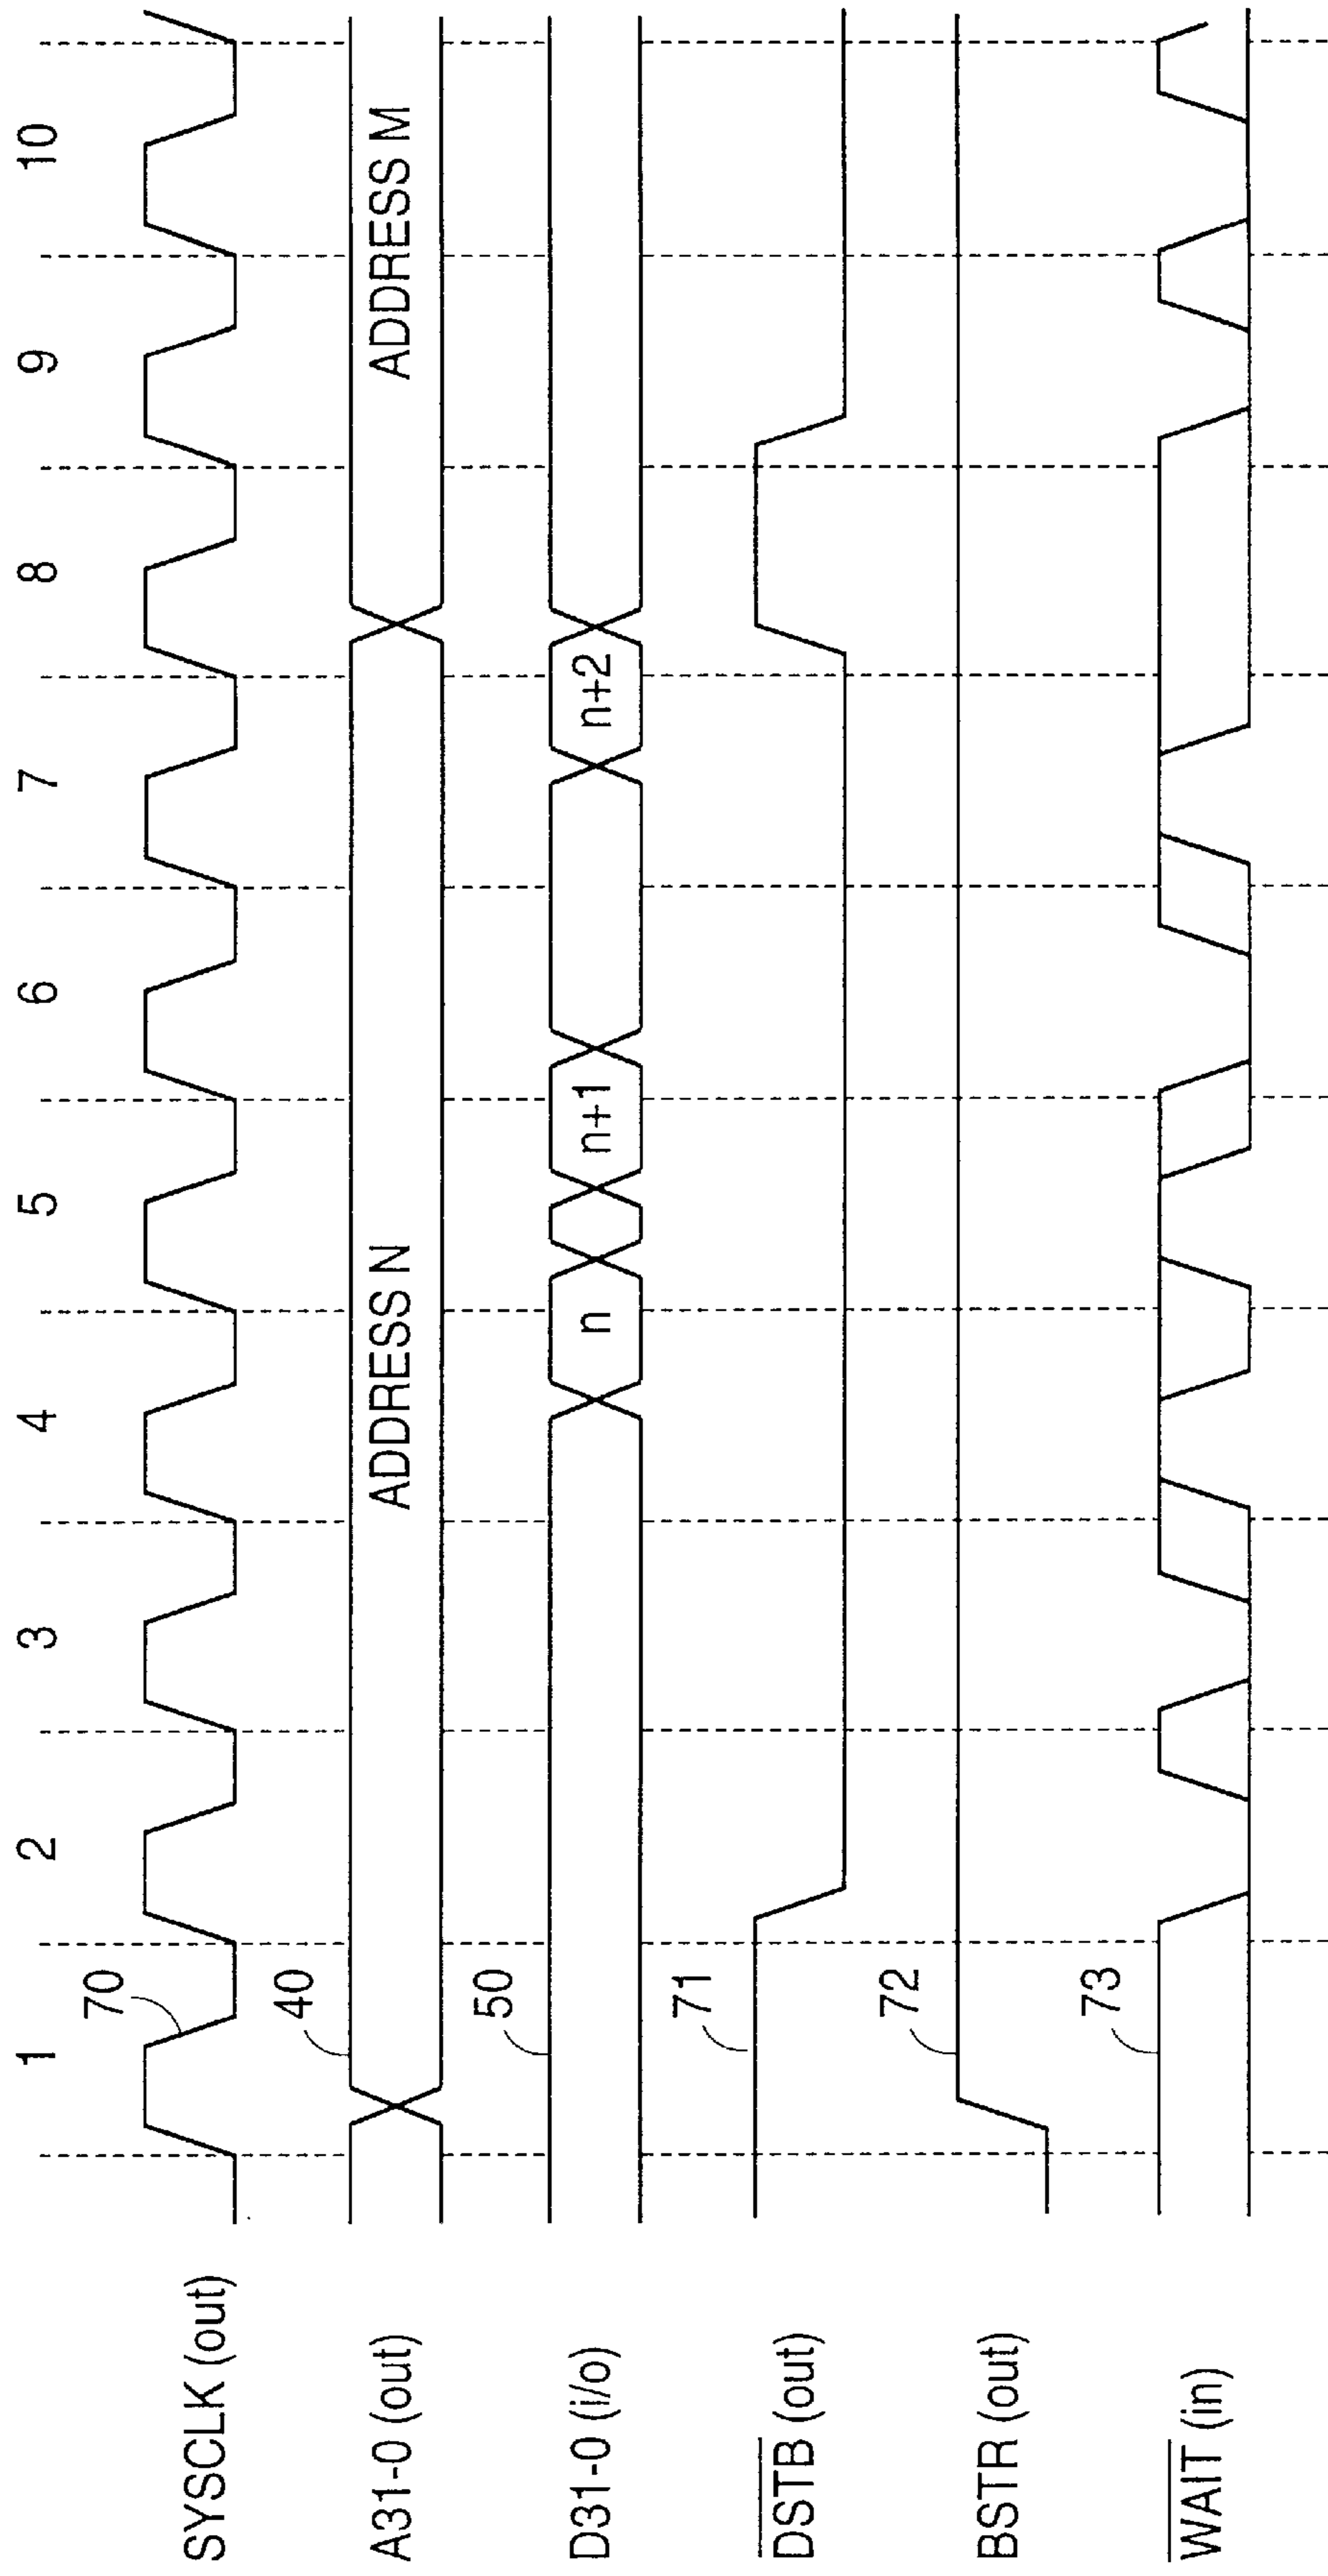 1 2 3 4 5 6 7 8 9 10
SYSCLK (out)
70
A31-0 (out)
40
ADDRESS N
ADDRESS M
D31-0 (i/o)
50
n
n+1
n+2
DSTB (out)
71
BSTR (out)
72
WAIT (in)
73